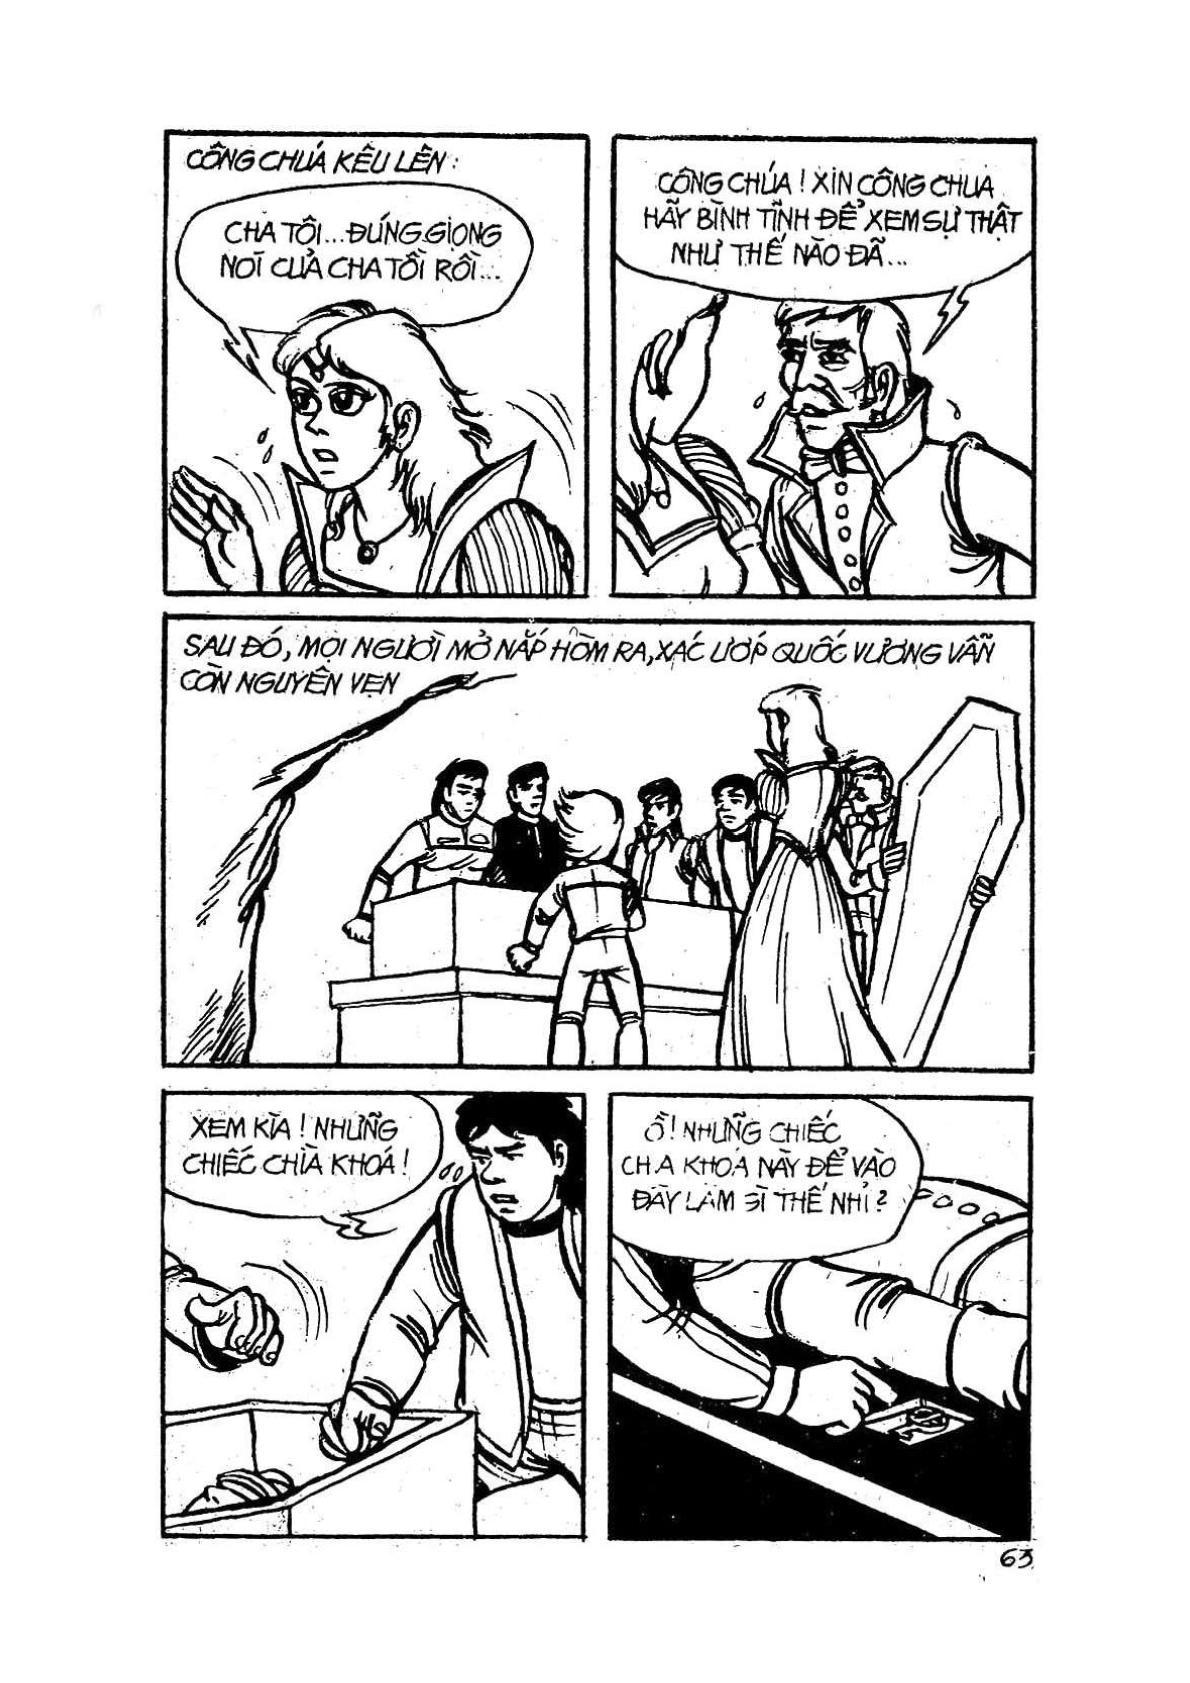 CÔNG CHÚA KÊU LÊN:
CHA TÔI...ĐÚNG GIỌNG
NÓI CỦA CHA TÔI RỒI...
CÔNG CHÚA! XIN CÔNG CHUA
HÃY BÌNH TĨNH ĐỂ XEM SỰ THẬT
NHƯ THẾ NÀO ĐÃ...
SAU ĐÓ, MỌI NGƯỜI MỞ NẮP HÒM RA, XÁC ƯỚP QUỐC VƯƠNG VẪN
CÒN NGUYÊN VẸN
XEM KÌA! NHƯNG
CHIẾC CHÌA KHOÁ!
Ồ! NHỮNG CHIẾC
CHÌA KHOÁ NÀY ĐỂ VÀO
ĐÂY LÀM GÌ THẾ NHỈ?
63